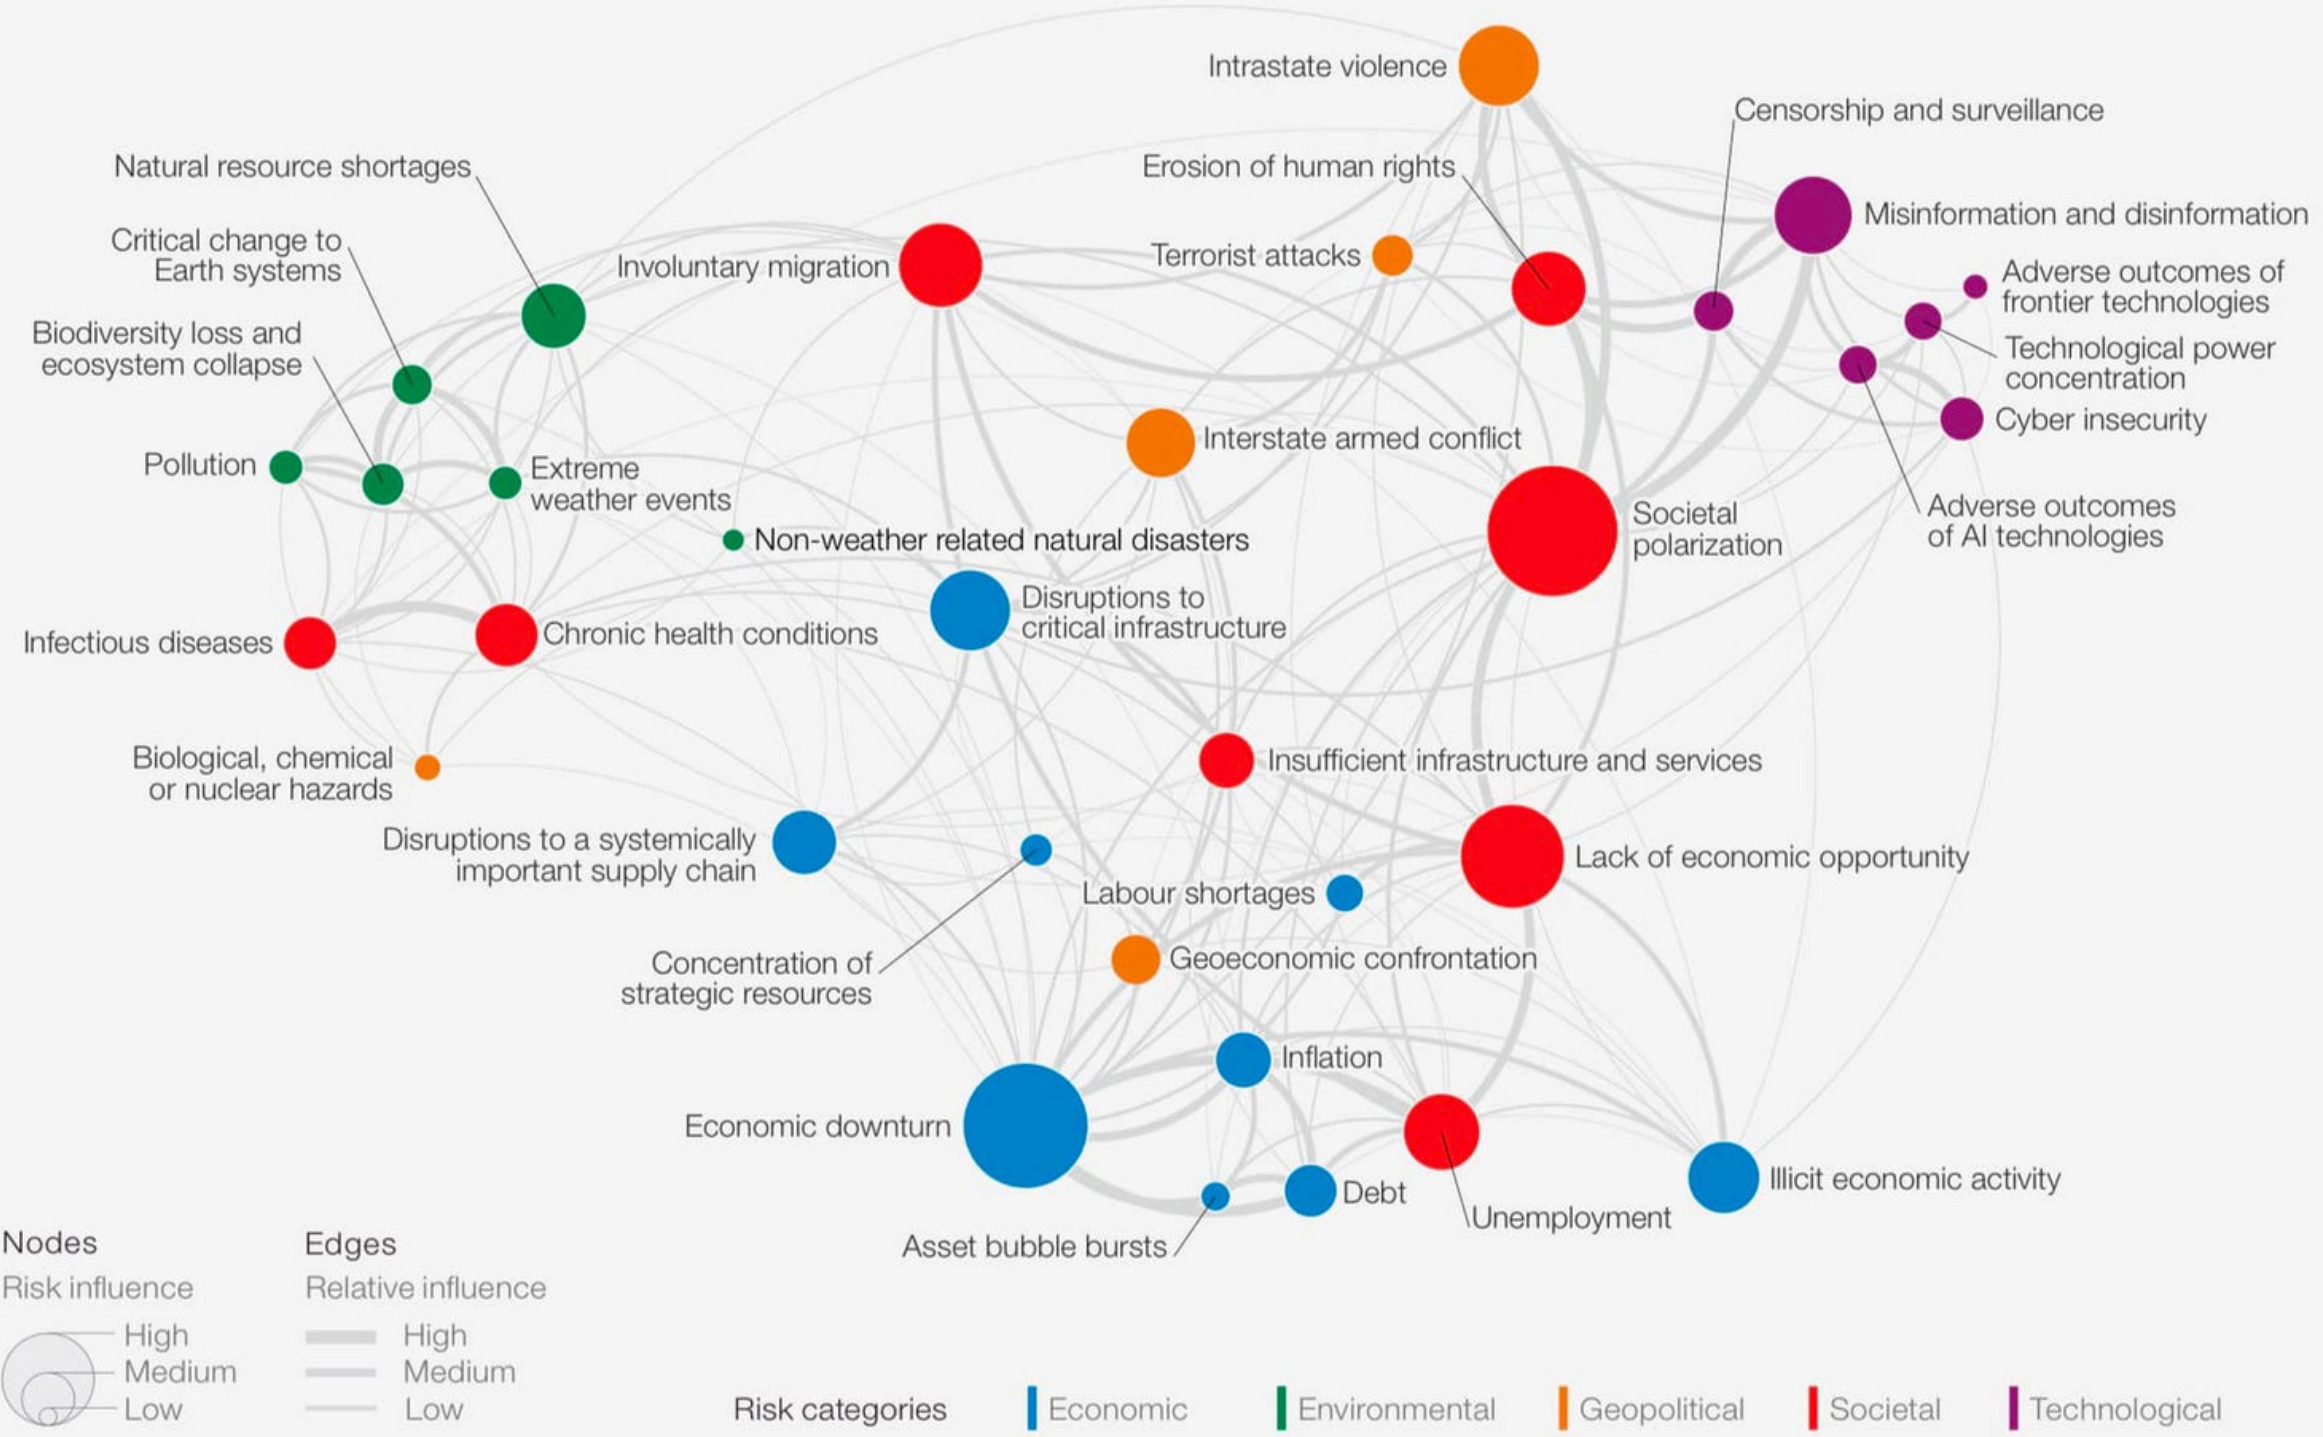 Intrastate violence
Censorship and surveillance
Natural resource shortages
Erosion of human rights
Misinformation and disinformation
Critical change to
Earth systems
Involuntary migration
Terrorist attacks
Adverse outcomes of
frontier technologies
Biodiversity loss and
ecosystem collapse
Technological power
concentration
Interstate armed conflict
Cyber insecurity
Pollution
Extreme
weather events
Societal
polarization
Adverse outcomes
of AI technologies
Non-weather related natural disasters
Disruptions to
critical infrastructure
Infectious diseases
Chronic health conditions
Biological, chemical
or nuclear hazards
Insufficient infrastructure and services
Disruptions to a systemically
important supply chain
Lack of economic opportunity
Labour shortages
Concentration of
strategic resources
Geoeconomic confrontation
Inflation
Economic downturn
Debt
Illicit economic activity
Unemployment
Asset bubble bursts
Nodes
Risk influence
High
Medium
Low
Edges
Relative influence
High
Medium
Low
Risk categories
Economic
Environmental
Geopolitical
Societal
Technological